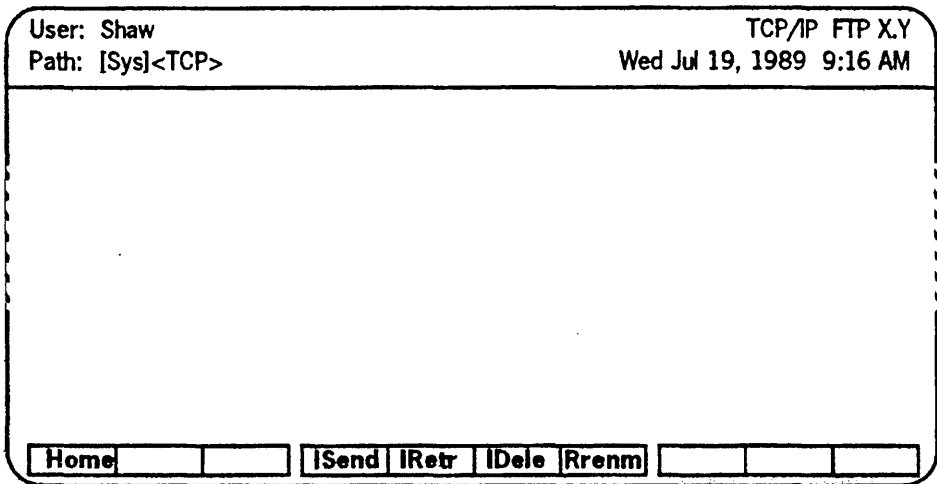 User: Shaw TCP/IP FTP X.Y
Path: [Sys]<TCP> Wed Jul 19, 1989 9:16 AM
Home ISend IRetr IDele Rrenm